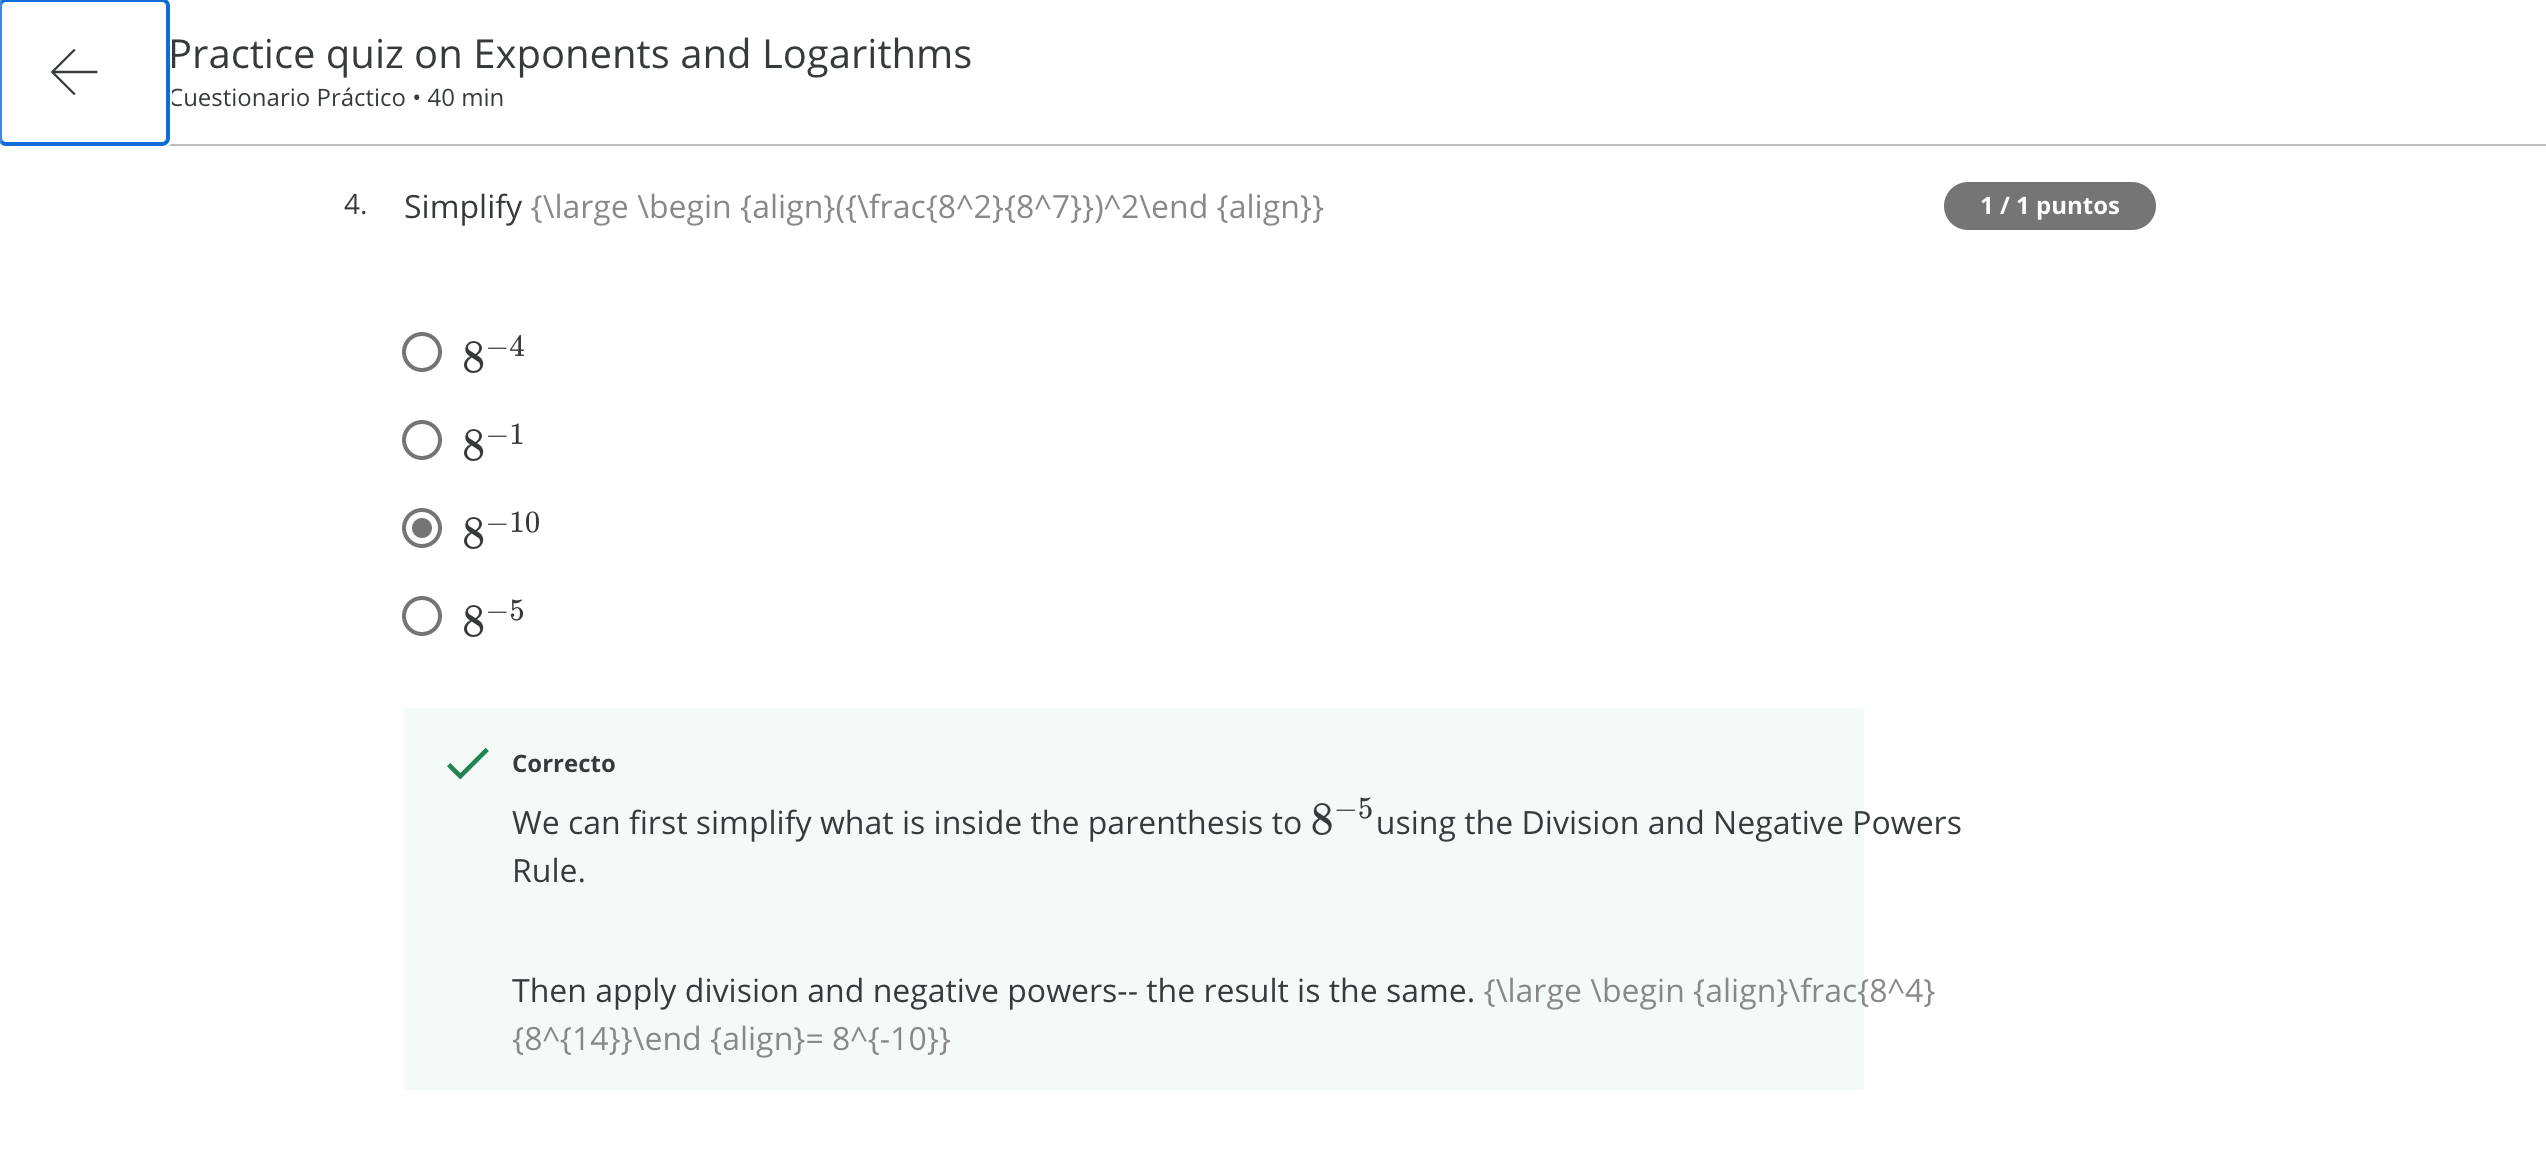 Practice quiz on Exponents and Logarithms
Cuestionario Práctico • 40 min
4. Simplify {\large \begin {align}({\frac{8^2}{8^7}})^2\end {align}}
1 / 1 puntos
8⁻⁴
8⁻¹
8⁻¹⁰
8⁻⁵
Correcto
We can first simplify what is inside the parenthesis to 8⁻⁵using the Division and Negative Powers
Rule.
Then apply division and negative powers-- the result is the same. {\large \begin {align}\frac{8^4}
{8^{14}}\end {align}= 8^{-10}}